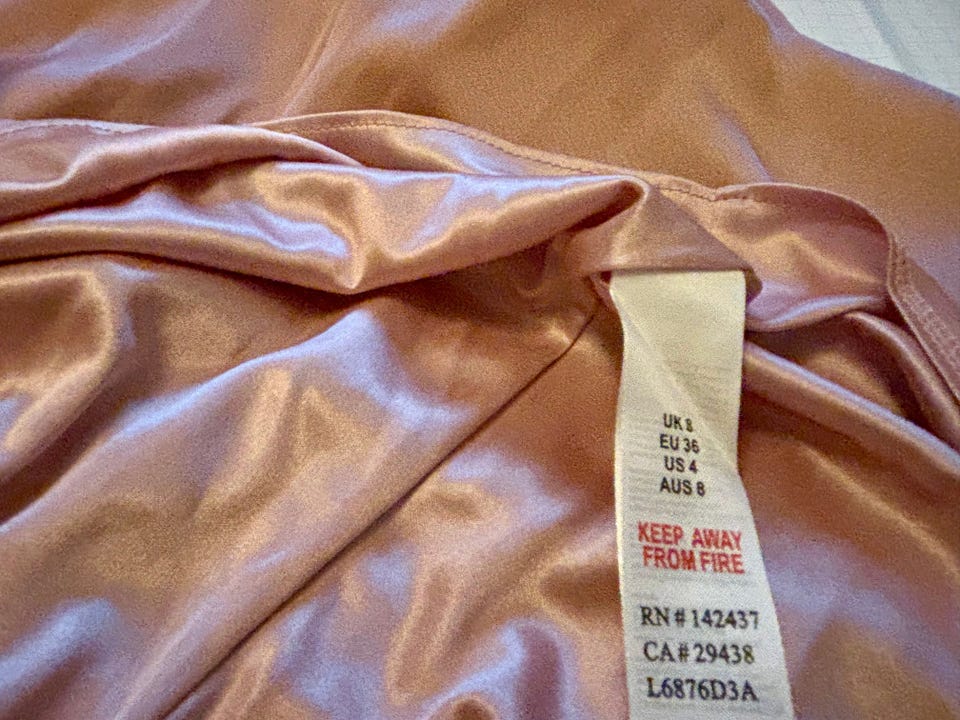 UK 8
EU 36
US 4
AUS 8
KEEP AWAY
FROM FIRE
RN # 142437
CA # 29438
L6876D3A